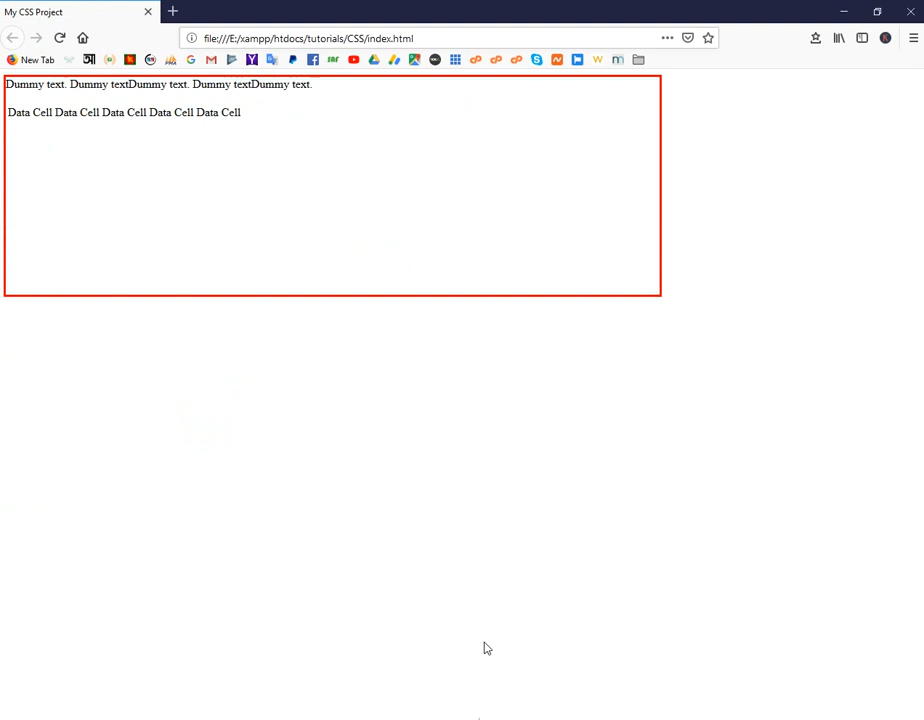 My CSS Project
file:///E:/xampp/htdocs/tutorials/CSS/index.html
New Tab
Dummy text. Dummy textDummy text. Dummy textDummy text.
Data Cell Data Cell Data Cell Data Cell Data Cell